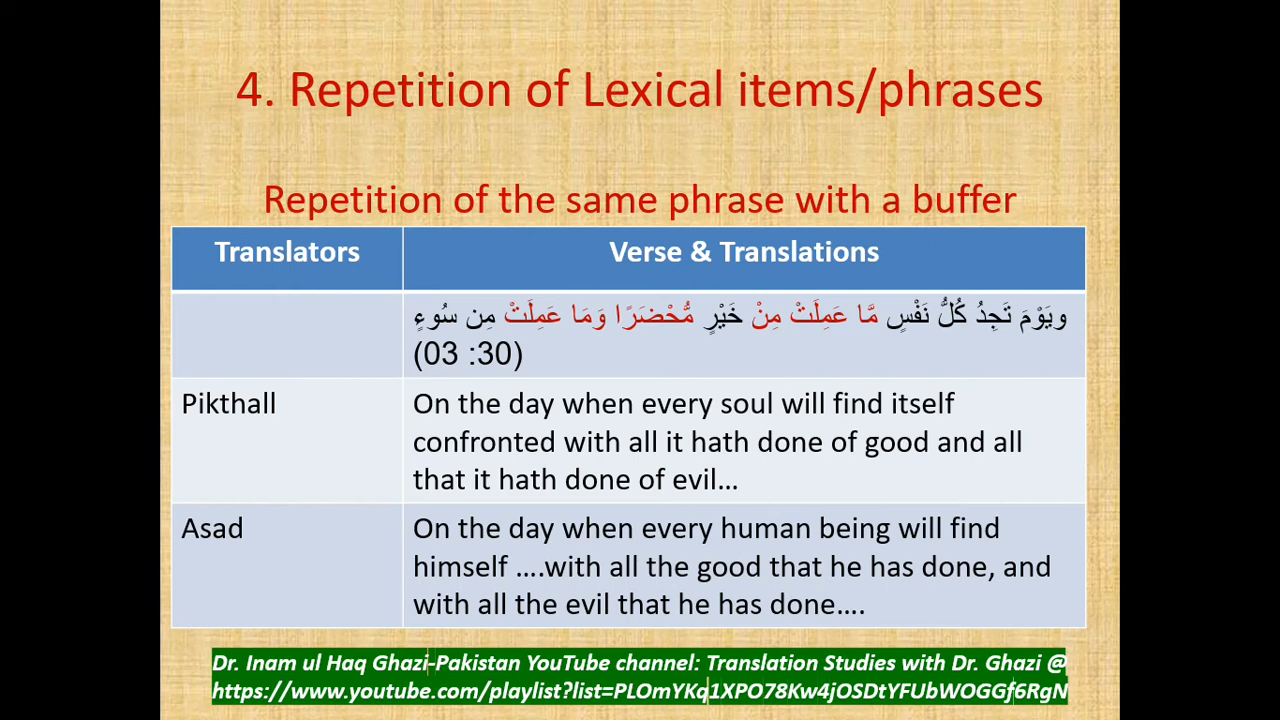 4. Repetition of Lexical items/phrases
Repetition of the same phrase with a buffer
Translators
Verse & Translations
ويَوْمَ تَجِدُ كُلُّ نَفْسٍ مَّا عَمِلَتْ مِنْ خَيْرٍ مُّحْضَرًا وَمَا عَمِلَتْ مِن سُوءٍ
(03 :30)
Pikthall
On the day when every soul will find itself
confronted with all it hath done of good and all
that it hath done of evil…
Asad
On the day when every human being will find
himself ….with all the good that he has done, and
with all the evil that he has done….
Dr. Inam ul Haq Ghazi-Pakistan YouTube channel: Translation Studies with Dr. Ghazi @
https://www.youtube.com/playlist?list=PLOmYKq1XPO78Kw4jOSDtYFUbWOGGf6RgN